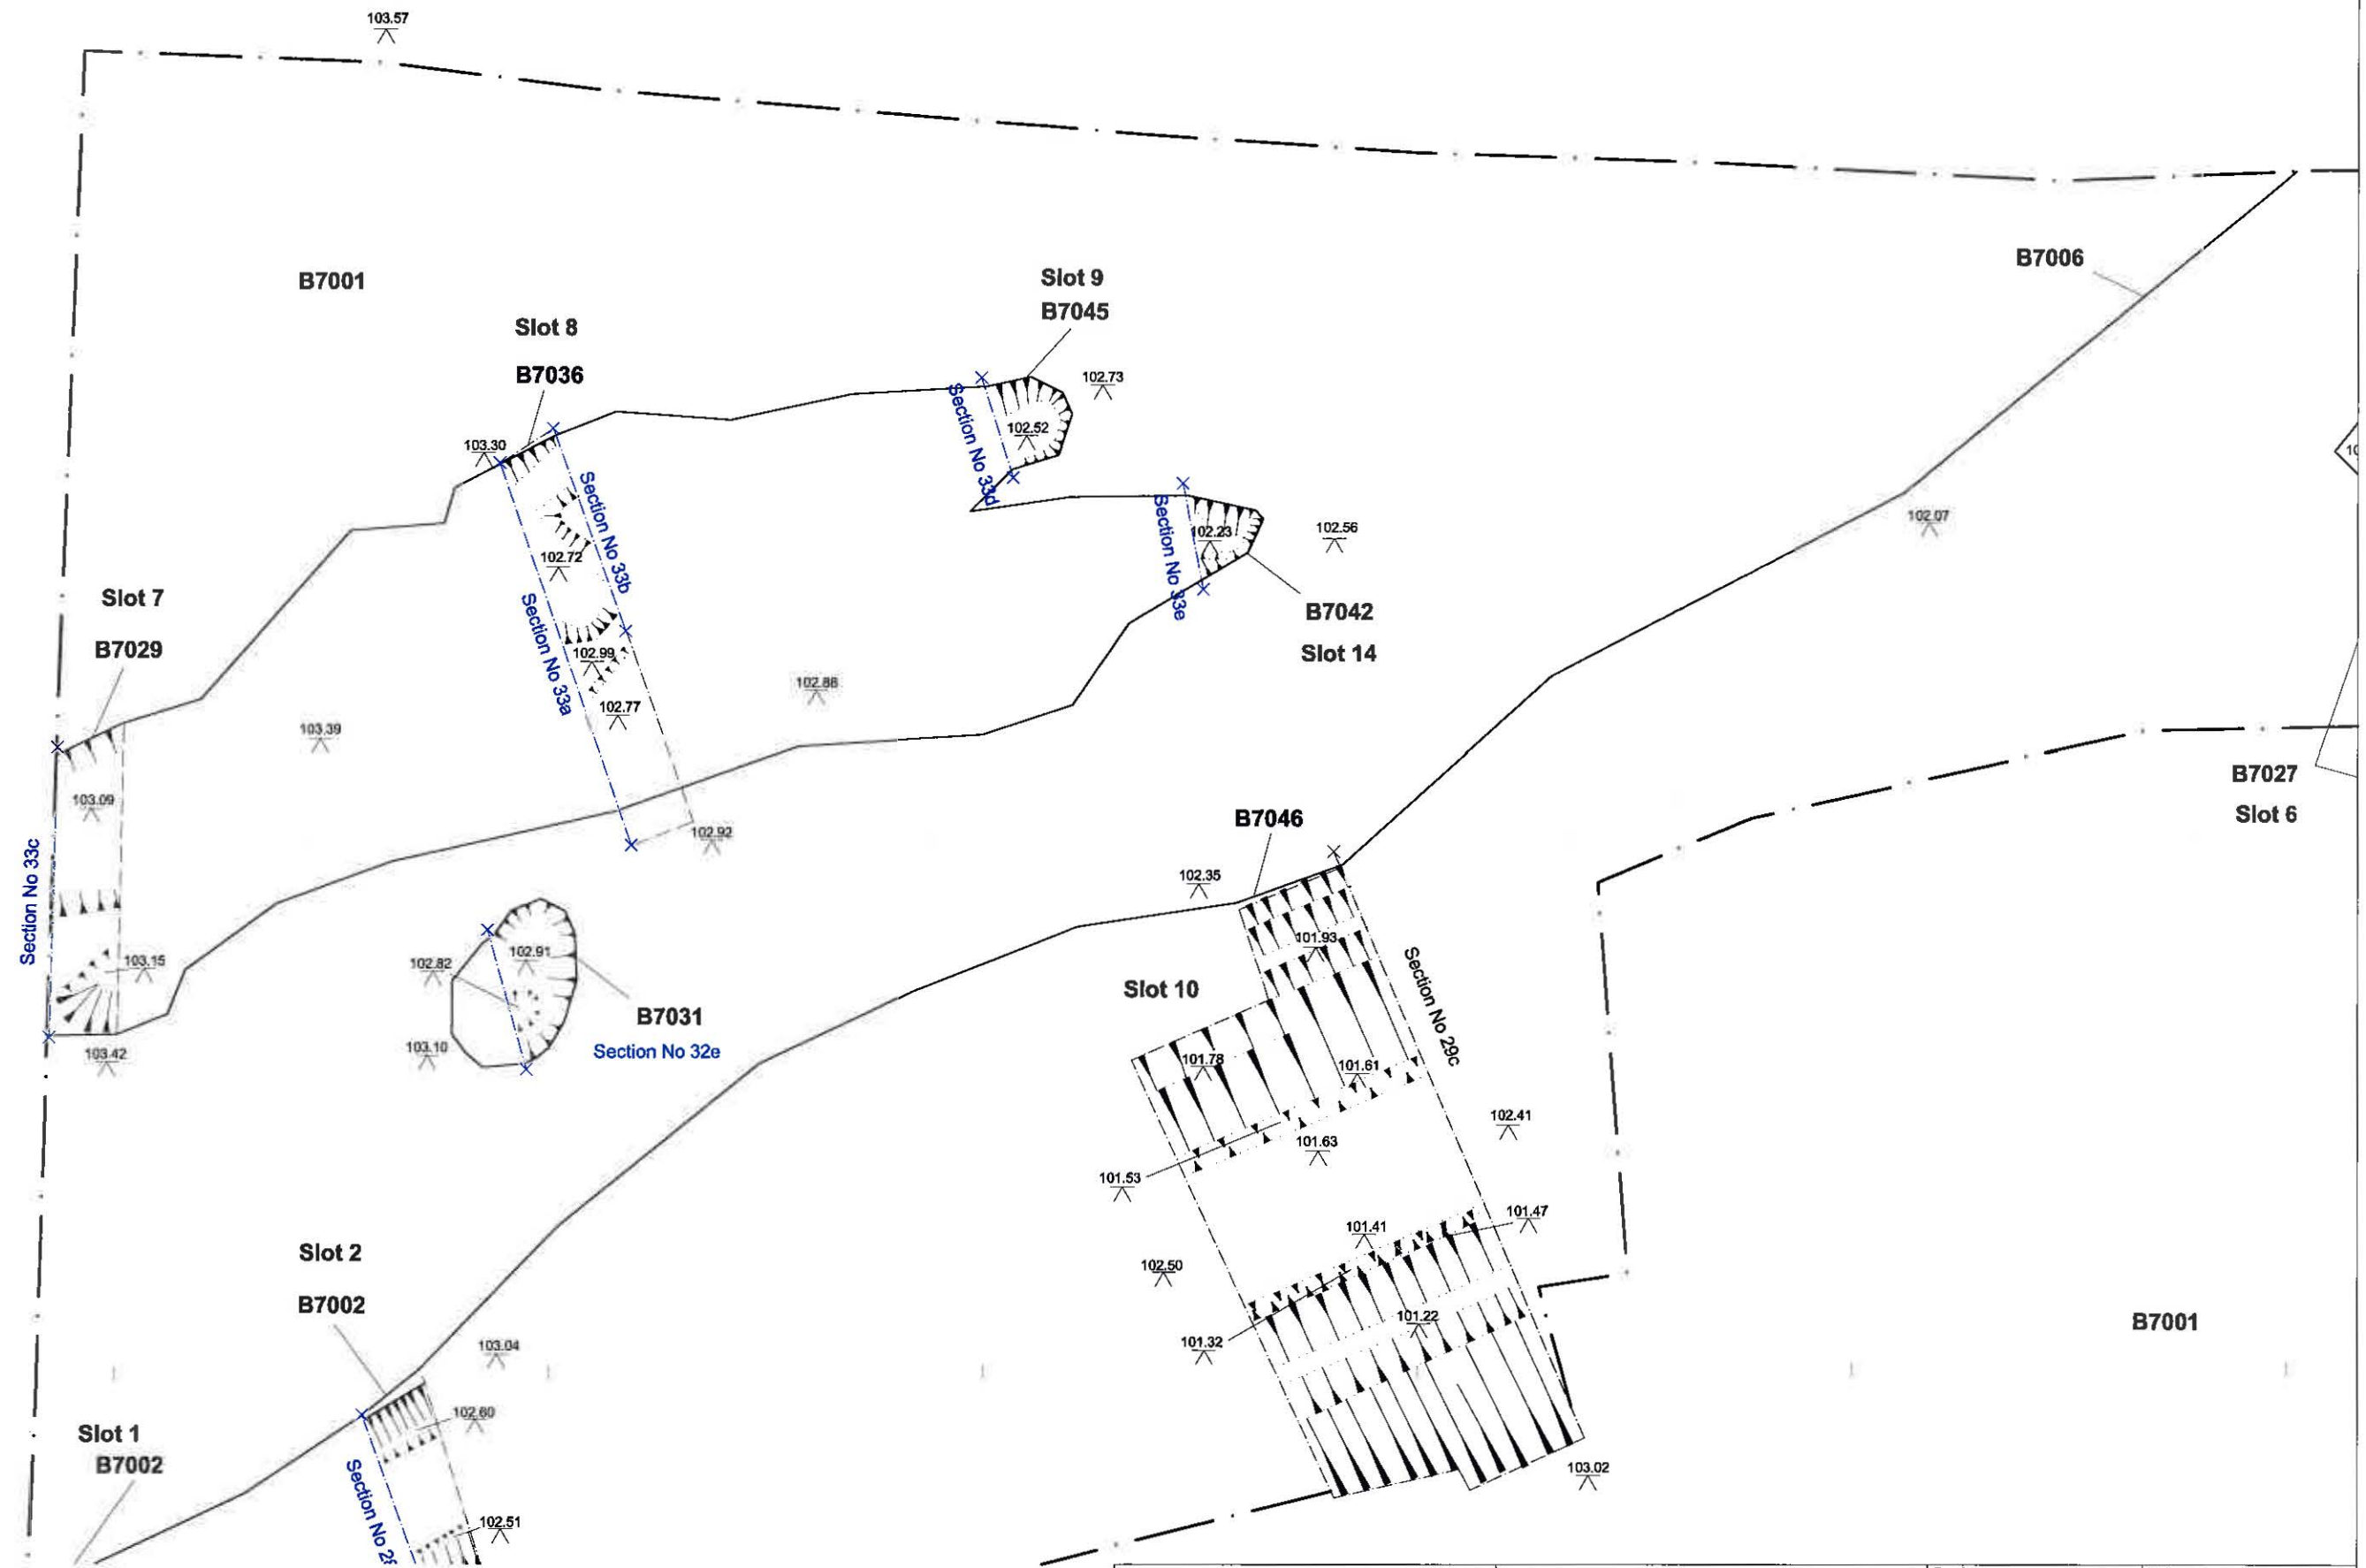 103.57
B7001
B7006
Slot 9
B7045
Slot 8
B7036
102.73
Section No 33d
102.52
103.30
Section No 33b
102.07
Section No 33e
102.23
102.56
102.72
Slot 7
B7029
B7042
Slot 14
Section No 33a
102.99
102.77
102.88
103.39
103.09
B7027
Slot 6
B7046
102.92
102.35
Section No 33c
101.93
102.91
102.82
103.15
Section No 29c
Slot 10
B7031
Section No 32e
103.10
103.42
101.78
101.61
102.41
101.63
101.53
101.47
101.41
Slot 2
102.50
B7002
101.22
B7001
101.32
103.04
102.60
Slot 1
B7002
103.02
Section No
102.51